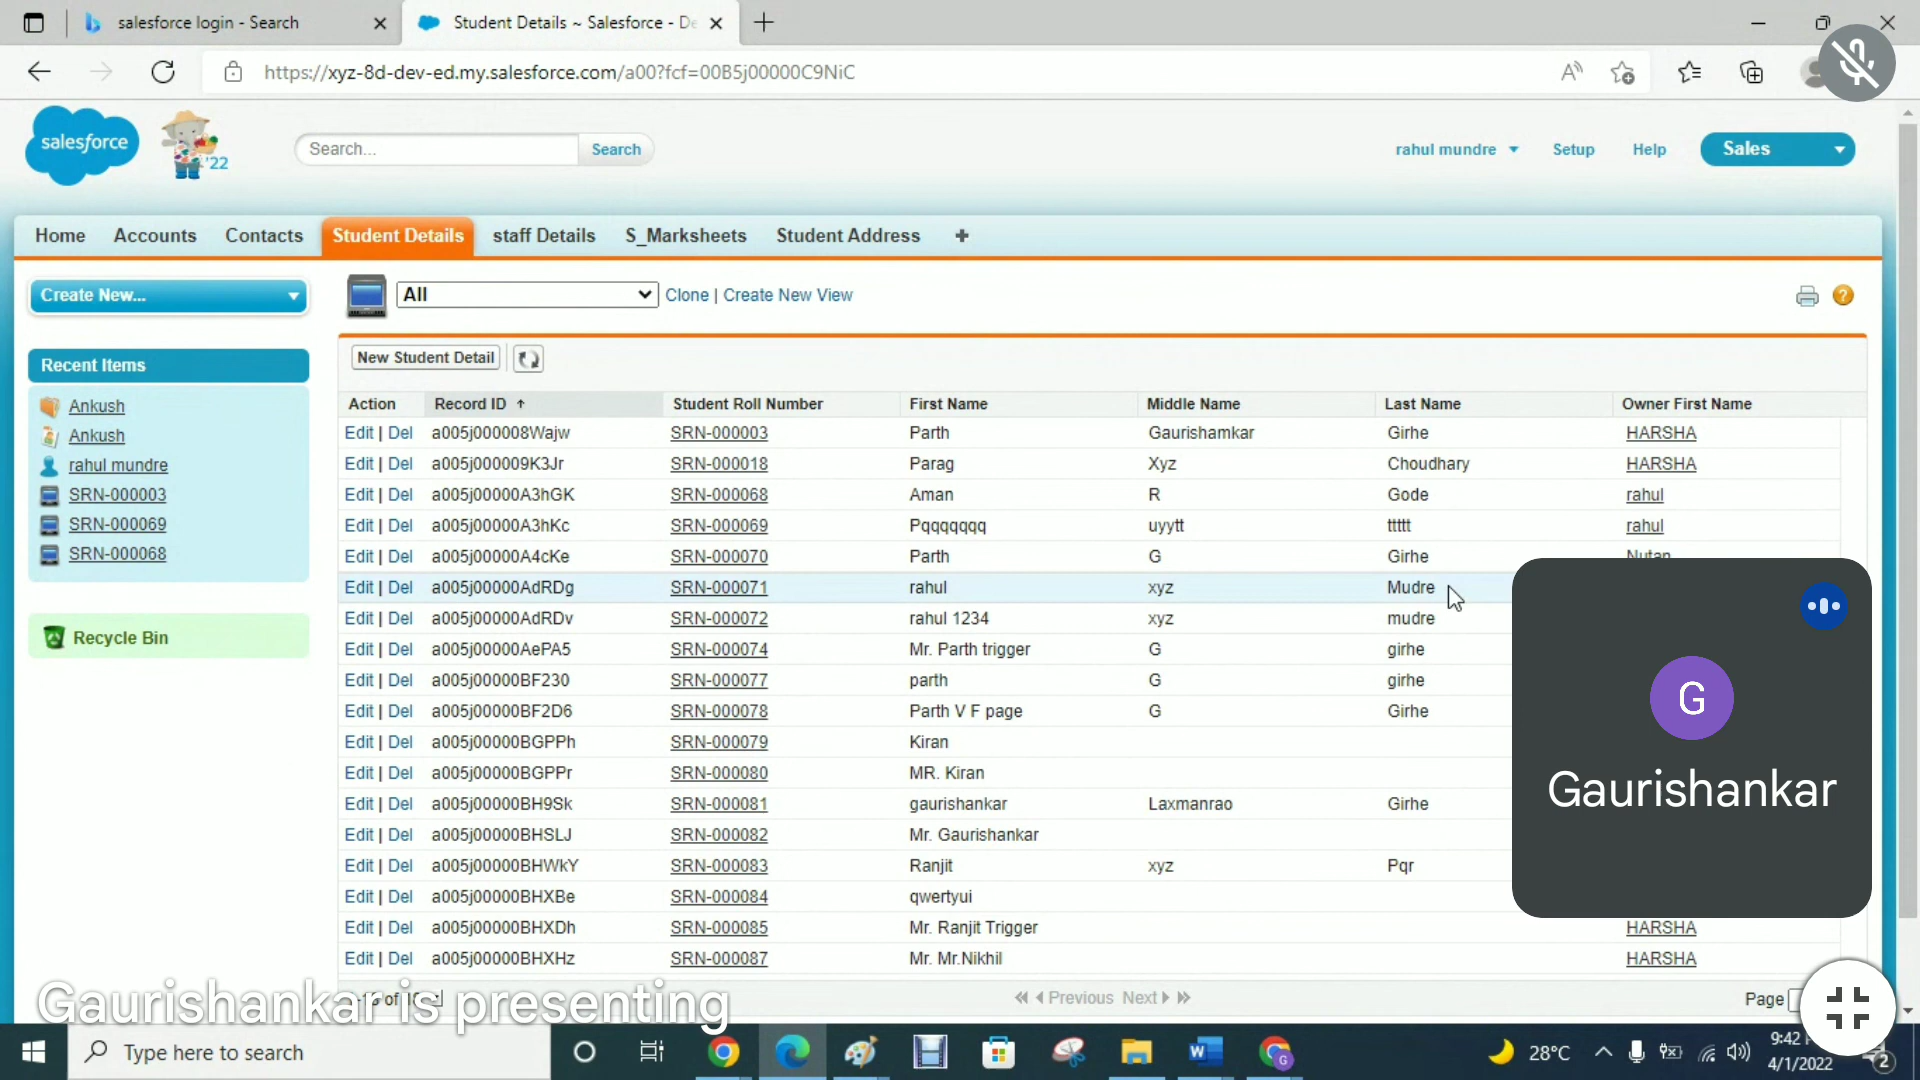 salesforce login - Search
Student Details ~ Salesforce - De
https://xyz-8d-dev-ed.my.salesforce.com/a00?fcf=00B5j00000C9NiC
salesforce
'22
Search...
Search
rahul mundre
Setup
Help
Sales
Home
Accounts
Contacts
Student Details
staff Details
S_Marksheets
Student Address
+
Create New...
All
Clone | Create New View
Recent Items
Ankush
Ankush
rahul mundre
SRN-000003
SRN-000069
SRN-000068
Recycle Bin
New Student Detail
Action Record ID Student Roll Number First Name Middle Name Last Name Owner First Name
Edit | Del a005j000008Wajw SRN-000003 Parth Gaurishamkar Girhe HARSHA
Edit | Del a005j000009K3Jr SRN-000018 Parag Xyz Choudhary HARSHA
Edit | Del a005j00000A3hGK SRN-000068 Aman R Gode rahul
Edit | Del a005j00000A3hKc SRN-000069 Pqqqqqqq uyytt ttttt rahul
Edit | Del a005j00000A4cKe SRN-000070 Parth G Girhe Nutan
Edit | Del a005j00000AdRDg SRN-000071 rahul xyz Mudre
Edit | Del a005j00000AdRDv SRN-000072 rahul 1234 xyz mudre
Edit | Del a005j00000AePA5 SRN-000074 Mr. Parth trigger G girhe
Edit | Del a005j00000BF230 SRN-000077 parth G girhe
Edit | Del a005j00000BF2D6 SRN-000078 Parth V F page G Girhe
Edit | Del a005j00000BGPPh SRN-000079 Kiran
Edit | Del a005j00000BGPPr SRN-000080 MR. Kiran
Edit | Del a005j00000BH9Sk SRN-000081 gaurishankar Laxmanrao Girhe
Edit | Del a005j00000BHSLJ SRN-000082 Mr. Gaurishankar
Edit | Del a005j00000BHWkY SRN-000083 Ranjit xyz Pqr
Edit | Del a005j00000BHXBe SRN-000084 qwertyui
Edit | Del a005j00000BHXDh SRN-000085 Mr. Ranjit Trigger HARSHA
Edit | Del a005j00000BHXHz SRN-000087 Mr. Mr.Nikhil HARSHA
G
Gaurishankar
Gaurishankar is presenting
Previous Next
Page
Type here to search
28°C
9:42
4/1/2022
2